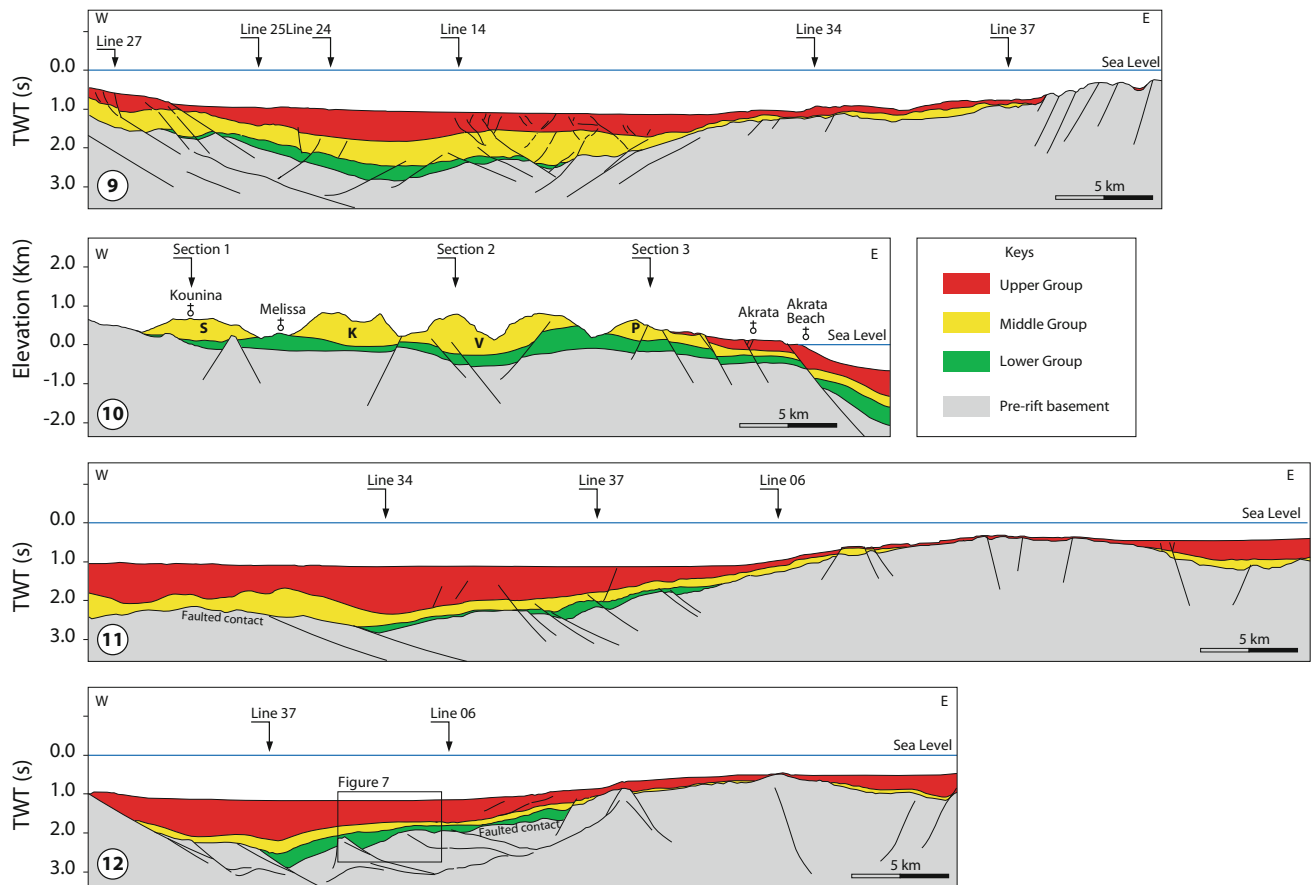 W E
Line 27 Line 25 Line 24 Line 14 Line 34 Line 37
Sea Level
TWT (s)
0.0
1.0
2.0
3.0
9
5 km
W E
Section 1 Section 2 Section 3
Kounina
Melissa
Akrata
Akrata
Beach
Sea Level
Elevation (Km)
2.0
1.0
0.0
-1.0
-2.0
S K V P
10
5 km
Keys
Upper Group
Middle Group
Lower Group
Pre-rift basement
W E
Line 34 Line 37 Line 06
Sea Level
TWT (s)
0.0
1.0
2.0
3.0
Faulted contact
11
5 km
W E
Line 37 Line 06
Sea Level
TWT (s)
0.0
1.0
2.0
3.0
Figure 7
Faulted contact
12
5 km